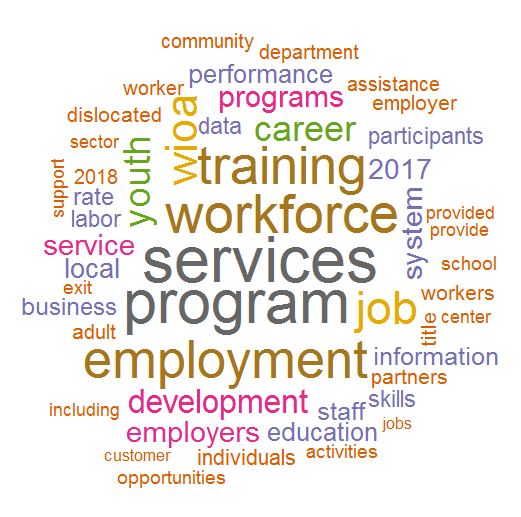 community
department
performance
worker
programs
assistance
employer
dislocated
wioa
data
career
participants
sector
youth
training
2017
support
2018
rate
labor
workforce
system
provided
provide
service
local
services
school
exit
business
program
job
workers
title
center
adult
employment
information
partners
including
development
staff
skills
employers
education
jobs
customer
individuals
activities
opportunities